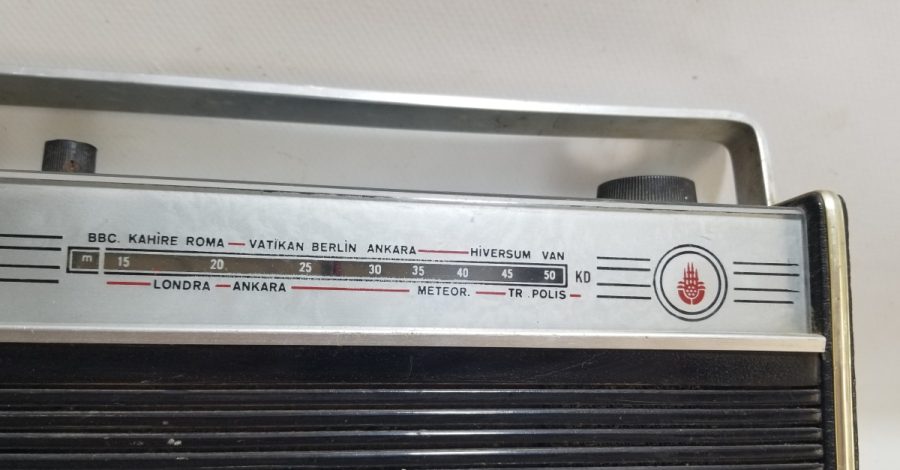 BBC. KAHİRE ROMA — VATİKAN BERLİN ANKARA — HİVERSUM VAN
m 15 20 25 30 35 40 45 50 KD
LONDRA — ANKARA — METEOR. — TR. POLIS —